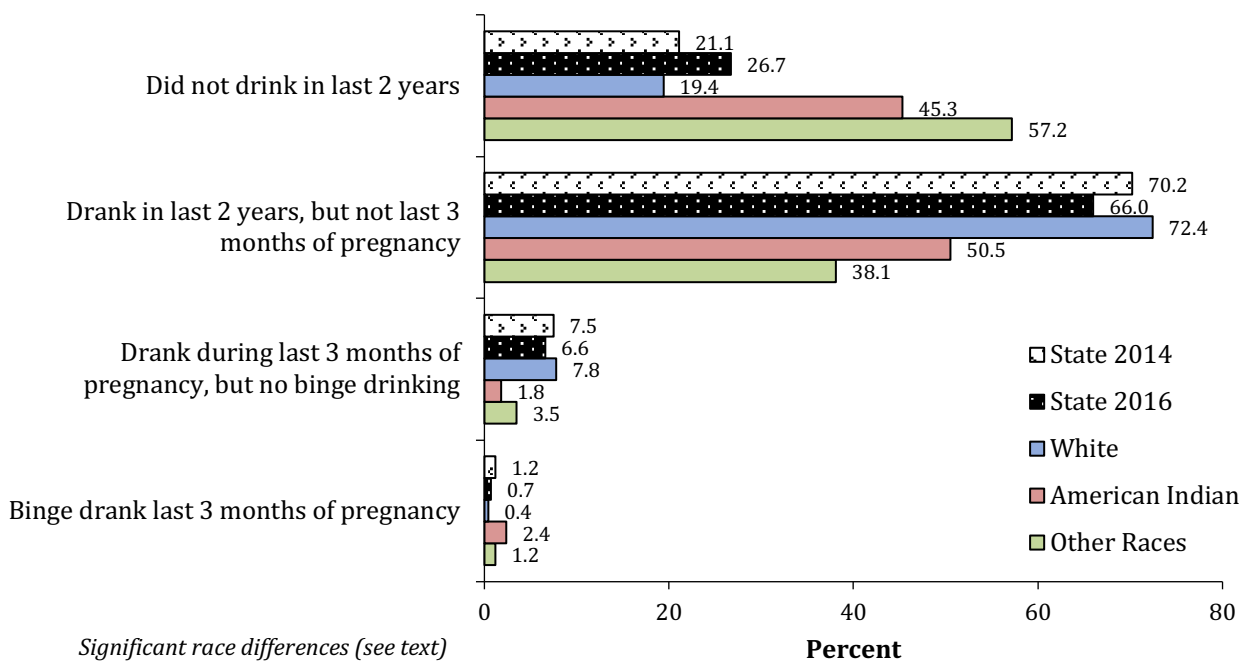 Did not drink in last 2 years
21.1
26.7
19.4
45.3
57.2
Drank in last 2 years, but not last 3
months of pregnancy
70.2
66.0
72.4
50.5
38.1
Drank during last 3 months of
pregnancy, but no binge drinking
7.5
6.6
7.8
1.8
3.5
Binge drank last 3 months of pregnancy
1.2
0.7
0.4
2.4
1.2
State 2014
State 2016
White
American Indian
Other Races
0 20 40 60 80
Significant race differences (see text)
Percent